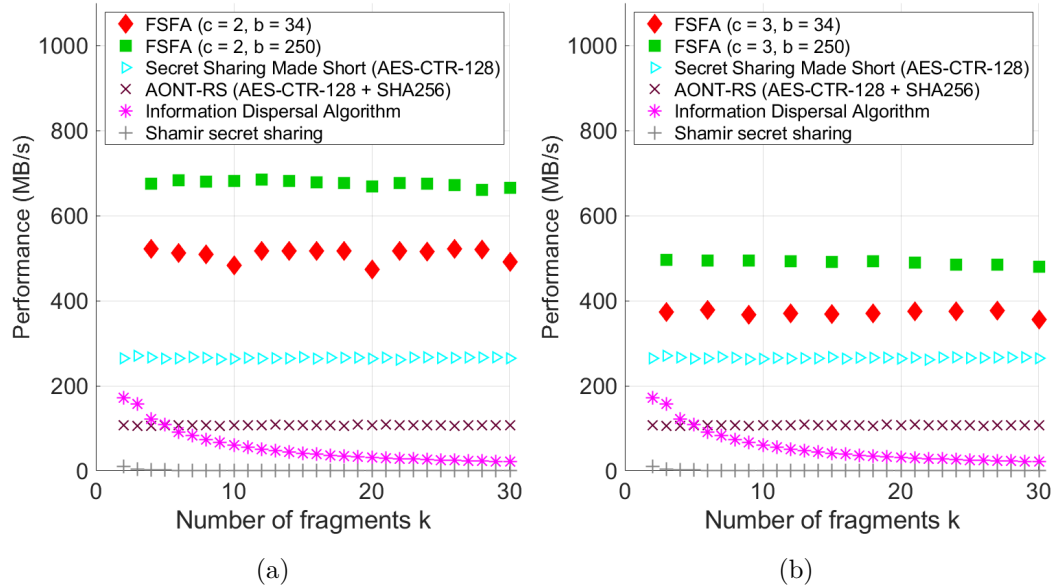 FSFA (c = 2, b = 34)
FSFA (c = 2, b = 250)
Secret Sharing Made Short (AES-CTR-128)
AONT-RS (AES-CTR-128 + SHA256)
Information Dispersal Algorithm
Shamir secret sharing
Performance (MB/s)
1000
800
600
400
200
0
0
10
20
30
Number of fragments k
(a)
FSFA (c = 3, b = 34)
FSFA (c = 3, b = 250)
Secret Sharing Made Short (AES-CTR-128)
AONT-RS (AES-CTR-128 + SHA256)
Information Dispersal Algorithm
Shamir secret sharing
Performance (MB/s)
1000
800
600
400
200
0
0
10
20
30
Number of fragments k
(b)